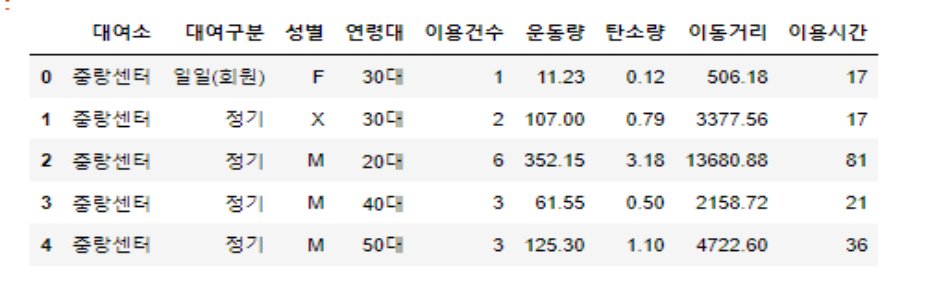 대여소 대여구분 성별 연령대 이용건수 운동량 탄소량 이동거리 이용시간
0 중랑센터 일일(회원) F 30대 1 11.23 0.12 506.18 17
1 중랑센터 정기 X 30대 2 107.00 0.79 3377.56 17
2 중랑센터 정기 M 20대 6 352.15 3.18 13680.88 81
3 중랑센터 정기 M 40대 3 61.55 0.50 2158.72 21
4 중랑센터 정기 M 50대 3 125.30 1.10 4722.60 36